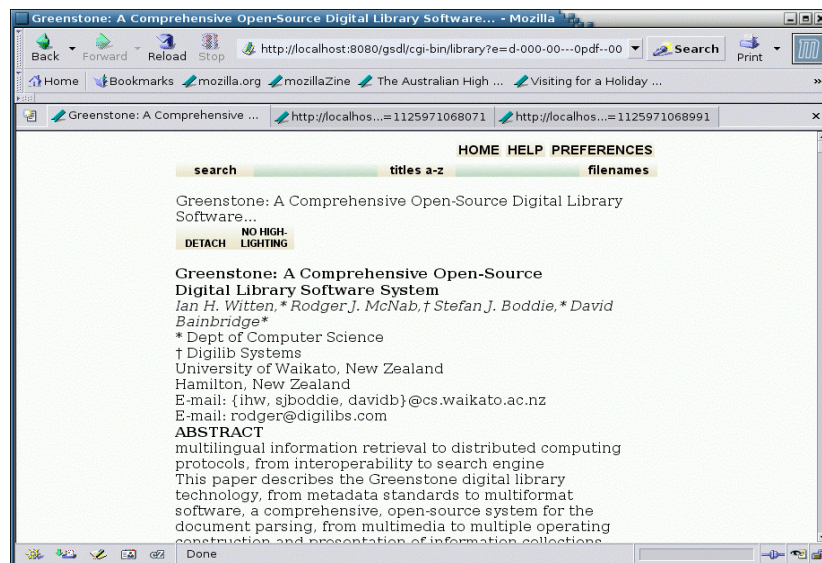 Greenstone: A Comprehensive Open-Source Digital Library Software... - Mozilla
Back Forward Reload Stop http://localhost:8080/gsdl/cgi-bin/library?e=d-000-00---0pdf--00 Search Print
Home Bookmarks mozilla.org mozillaZine The Australian High ... Visiting for a Holiday ... »
Greenstone: A Comprehensive ... http://localhos...=1125971068071 http://localhos...=1125971068991
HOME HELP PREFERENCES
search titles a-z filenames
Greenstone: A Comprehensive Open-Source Digital Library
Software...
DETACH NO HIGH-
LIGHTING
Greenstone: A Comprehensive Open-Source
Digital Library Software System
Ian H. Witten,* Rodger J. McNab,† Stefan J. Boddie,* David
Bainbridge*
* Dept of Computer Science
† Digilib Systems
University of Waikato, New Zealand
Hamilton, New Zealand
E-mail: {ihw, sjboddie, davidb}@cs.waikato.ac.nz
E-mail: rodger@digilibs.com
ABSTRACT
multilingual information retrieval to distributed computing
protocols, from interoperability to search engine
This paper describes the Greenstone digital library
technology, from metadata standards to multiformat
software, a comprehensive, open-source system for the
document parsing, from multimedia to multiple operating
construction and presentation of information collections
Done